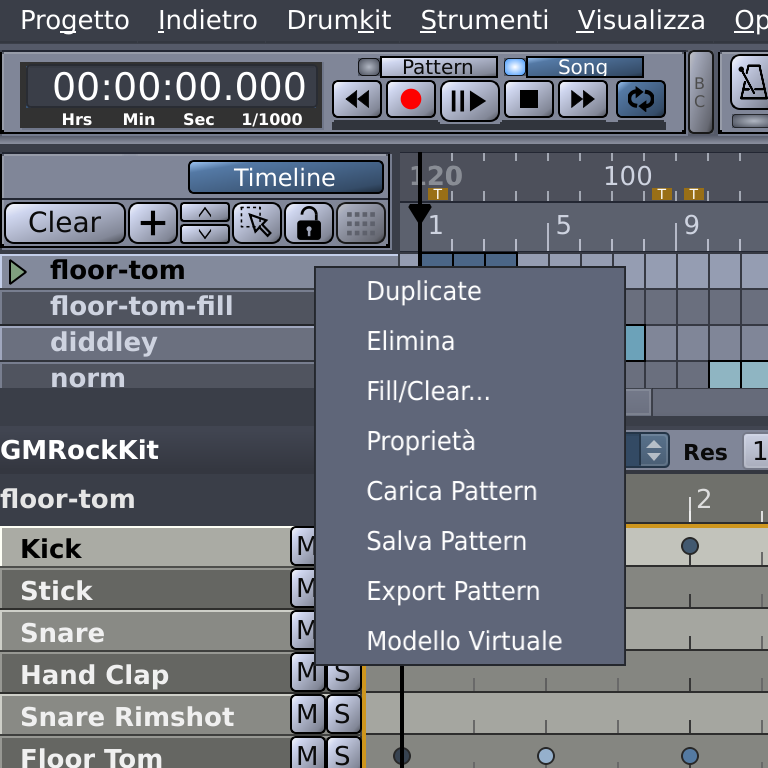 Progetto Indietro Drumkit Strumenti Visualizza Op
Pattern Song
00:00:00.000
Hrs Min Sec 1/1000
B
C
Timeline
120 100
T T T
Clear
1 5 9
floor-tom
floor-tom-fill
diddley
norm
Duplicate
Elimina
Fill/Clear...
Proprietà
Carica Pattern
Salva Pattern
Export Pattern
Modello Virtuale
GMRockKit
Res 1
floor-tom
2
Kick M
Stick M
Snare M
Hand Clap M S
Snare Rimshot M S
Floor Tom M S